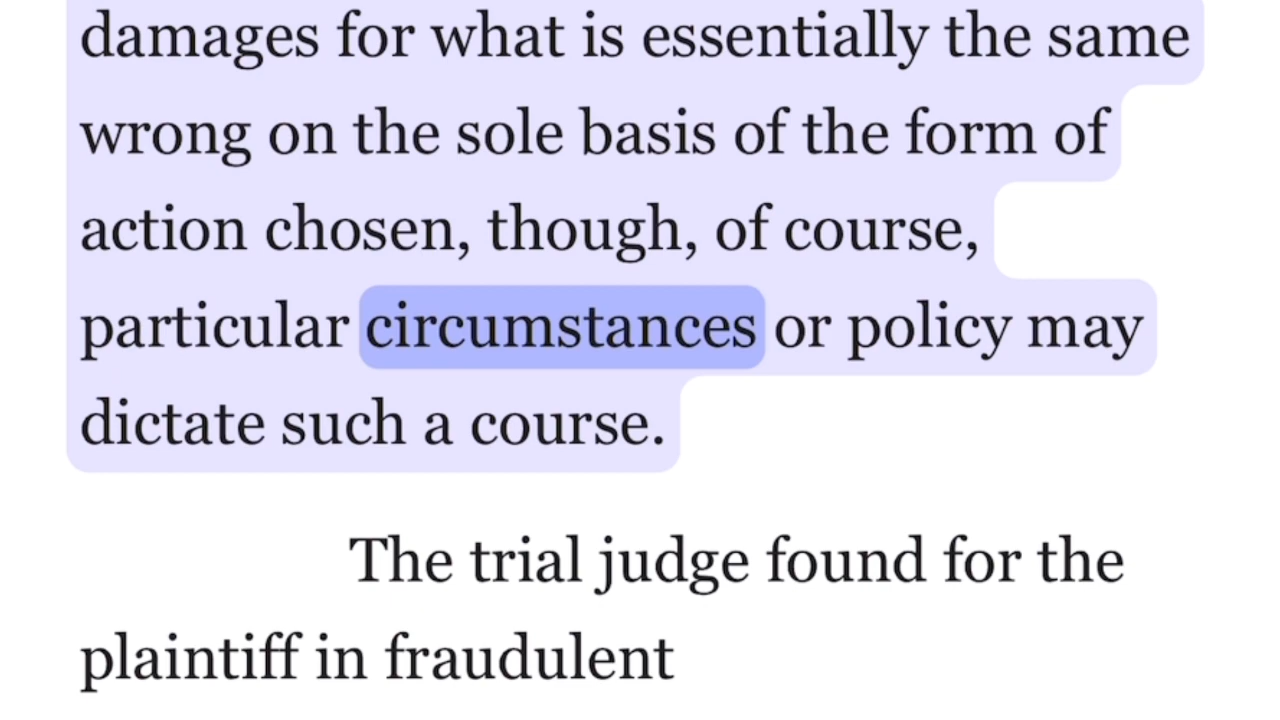 damages for what is essentially the same
wrong on the sole basis of the form of
action chosen, though, of course,
particular circumstances or policy may
dictate such a course.
The trial judge found for the
plaintiff in fraudulent